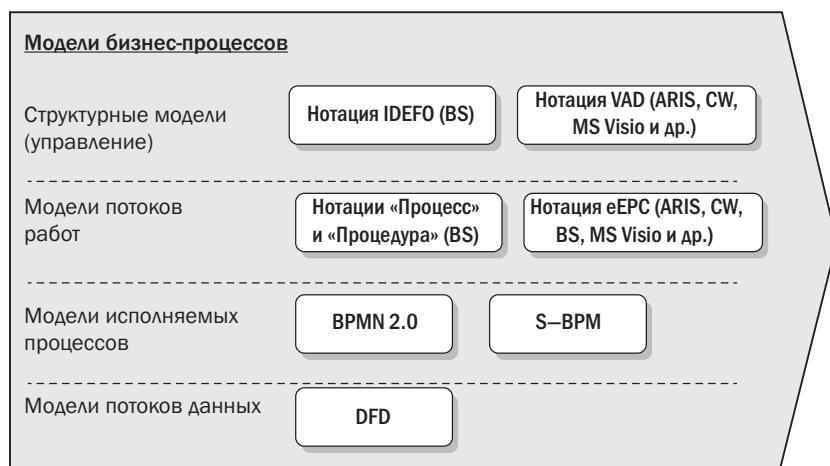 Модели бизнес-процессов
Структурные модели
(управление)
Нотация IDEFO (BS)
Нотация VAD (ARIS, CW,
MS Visio и др.)
Модели потоков
работ
Нотации «Процесс»
и «Процедура» (BS)
Нотация eEPC (ARIS, CW,
BS, MS Visio и др.)
Модели исполняемых
процессов
BPMN 2.0
S—BPM
Модели потоков данных
DFD